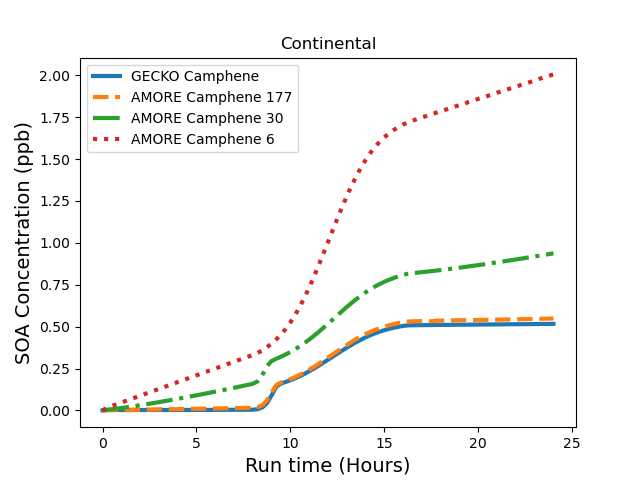 Continental
GECKO Camphene
AMORE Camphene 177
AMORE Camphene 30
AMORE Camphene 6
SOA Concentration (ppb)
2.00
1.75
1.50
1.25
1.00
0.75
0.50
0.25
0.00
0 5 10 15 20 25
Run time (Hours)